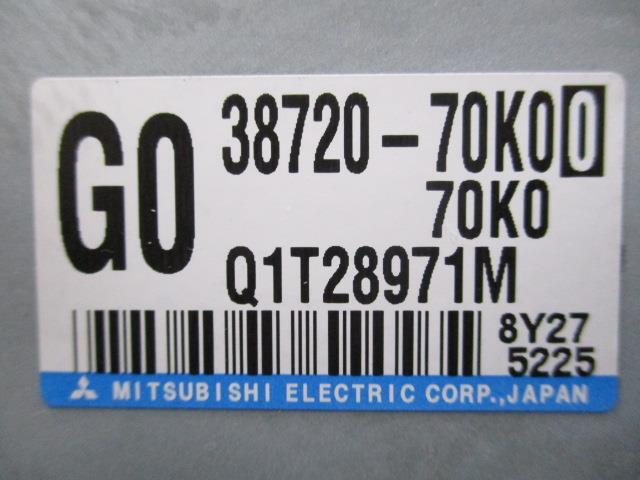 G0
38720-70K00
70K0
Q1T28971M
8Y27
5225
MITSUBISHI ELECTRIC CORP.,JAPAN